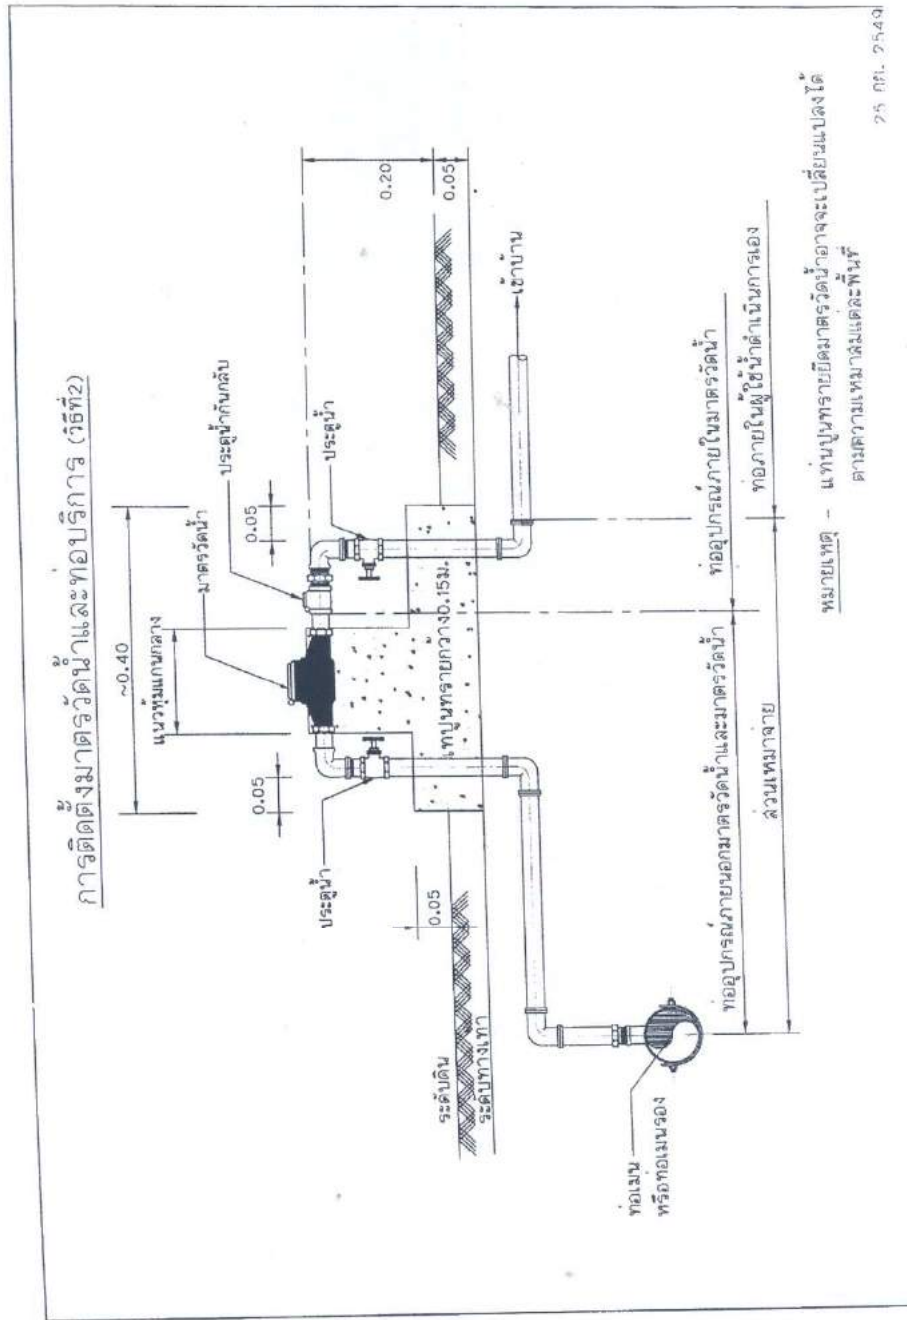 การติดตั้งมาตรวัดน้ำและท่อบริการ (วิธีที่2)
~0.40
แนวหุ้มแกนกลาง
มาตรวัดน้ำ
ประตูน้ำกันกลับ
0.05
0.05
ประตูน้ำ
ประตูน้ำ
0.20
0.05
0.05
เทปูนทรายกว้าง0.15ม.
ระดับดิน
ระดับทางเท้า
เข้าบ้าน
ท่อเมน
หรือท่อเมนรอง
ท่ออุปกรณ์ภายนอกมาตรวัดน้ำและมาตรวัดน้ำ
ท่ออุปกรณ์ภายในมาตรวัดน้ำ
ส่วนเหมาจ่าย
ท่อภายในผู้ใช้น้ำดำเนินการเอง
หมายเหตุ - แท่นปูนทรายยึดมาตรวัดน้ำอาจจะเปลี่ยนแปลงได้
ตามความเหมาะสมแต่ละพื้นที่
25 กค. 2549